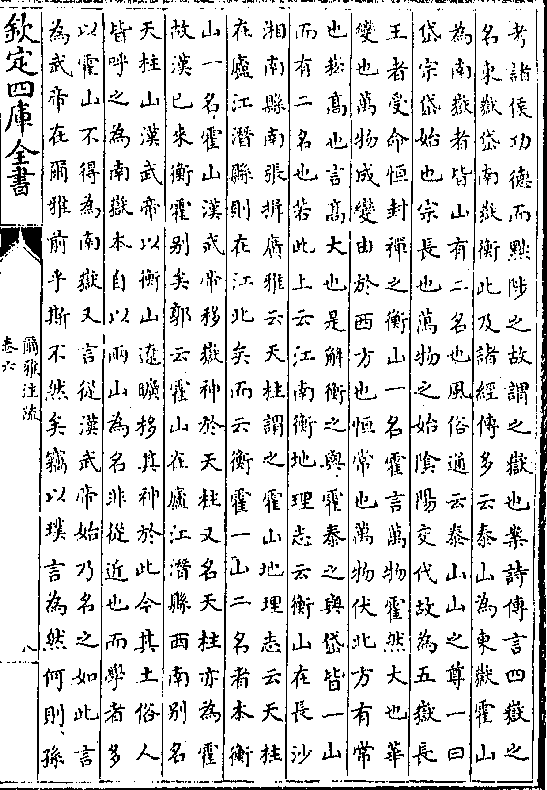 考諸侯功德而黜陟之故謂之嶽也案詩傳言四嶽之
名東嶽岱南嶽衡此及諸經傳多云泰山為東嶽霍山
為南嶽者皆山有二名也風俗通云泰山山之尊一曰
岱宗岱始也宗長也萬物之始陰陽交代故為五嶽長
王者受命恒封禪之衡山一名霍言萬物霍然大也華
變也萬物成變由於西方也恒常也萬物伏北方有常
也崧高也言高大也是解衡之與霍泰之與岱皆一山
而有二名也若此上云江南衡地理志云衡山在長沙
湘南縣南張揖廣雅云天柱謂之霍山地理志云天柱
在廬江潛縣則在江北矣而云衡霍一山二名者本衡
山一名霍山漢武帝移嶽神於天柱又名天柱亦為霍
故漢已來衡霍别矣郭云霍山在廬江潛縣西南别名
天柱山漢武帝以衡山遼曠移其神於此今其土俗人
皆呼之為南嶽本自以兩山為名非從近也而學者多
以霍山不得為南嶽又言從漢武帝始乃名之如此言
為武帝在爾雅前乎斯不然矣竊以璞言為然何則孫
欽定四庫全書
爾雅注疏
卷六
八